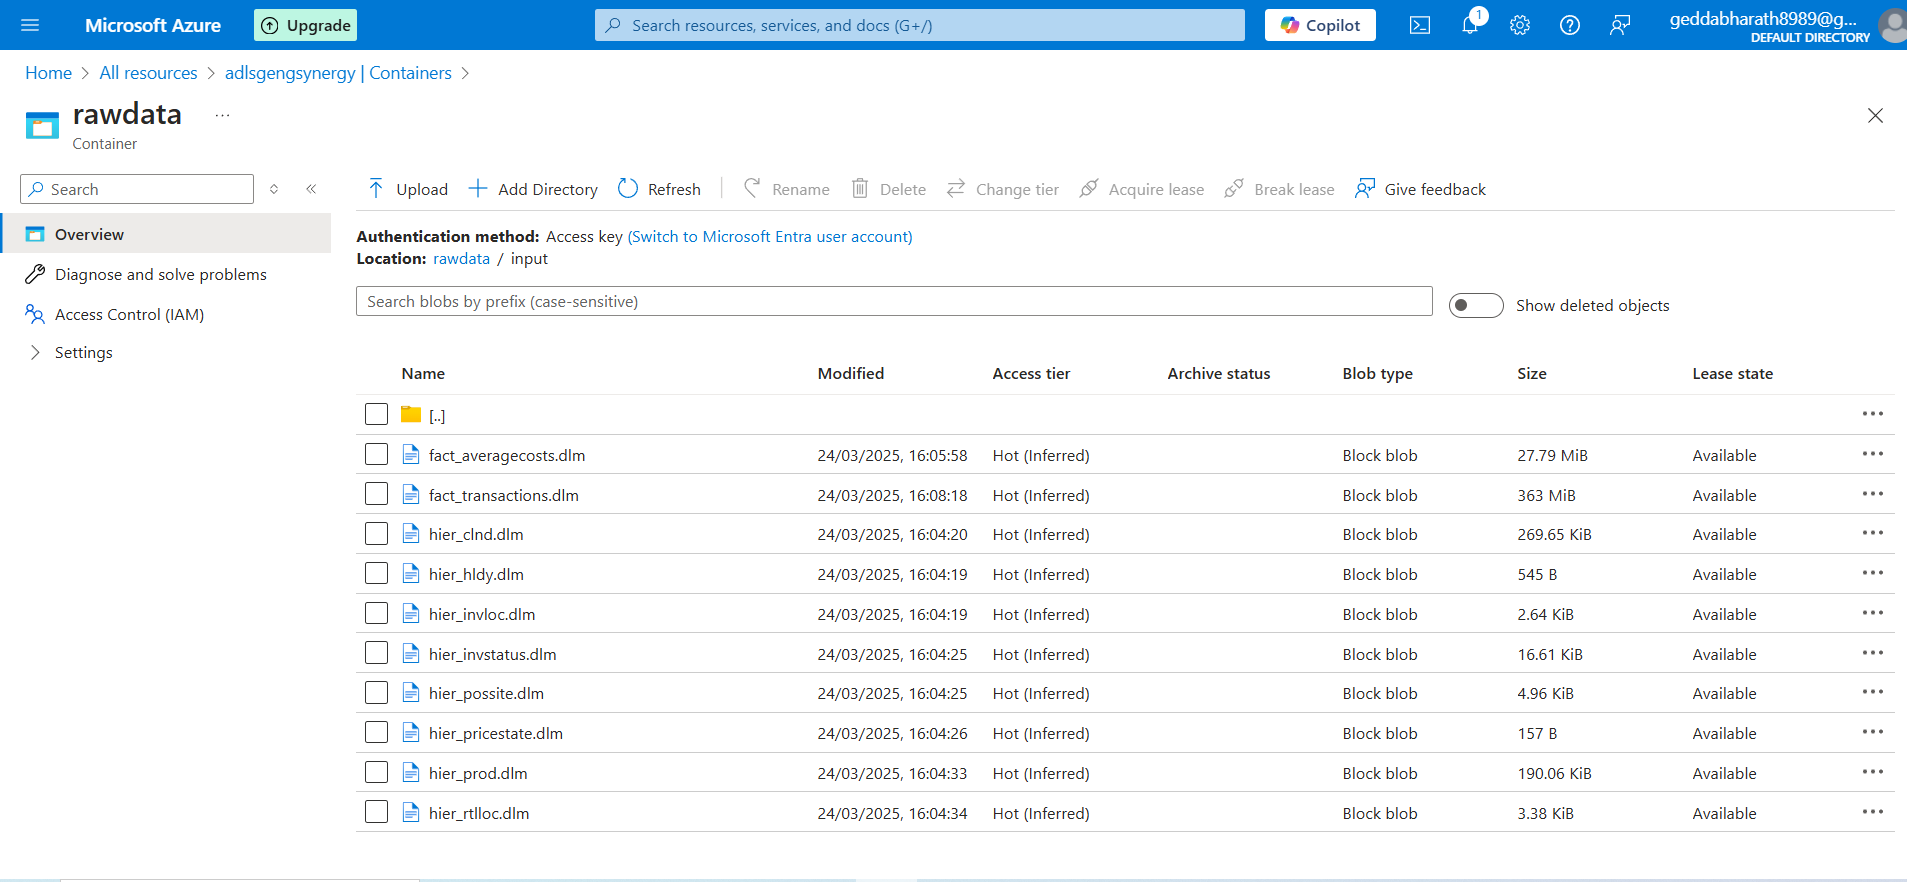 Microsoft Azure
Upgrade
Search resources, services, and docs (G+/)
Copilot
1
geddabharath8989@g...
DEFAULT DIRECTORY
Home > All resources > adlsgengsynergy | Containers >
rawdata ...
Container
Search
Overview
Diagnose and solve problems
Access Control (IAM)
Settings
Upload Add Directory Refresh Rename Delete Change tier Acquire lease Break lease Give feedback
Authentication method: Access key (Switch to Microsoft Entra user account)
Location: rawdata / input
Search blobs by prefix (case-sensitive)
Show deleted objects
Name Modified Access tier Archive status Blob type Size Lease state
[..]
fact_averagecosts.dlm 24/03/2025, 16:05:58 Hot (Inferred) Block blob 27.79 MiB Available
fact_transactions.dlm 24/03/2025, 16:08:18 Hot (Inferred) Block blob 363 MiB Available
hier_clnd.dlm 24/03/2025, 16:04:20 Hot (Inferred) Block blob 269.65 KiB Available
hier_hldy.dlm 24/03/2025, 16:04:19 Hot (Inferred) Block blob 545 B Available
hier_invloc.dlm 24/03/2025, 16:04:19 Hot (Inferred) Block blob 2.64 KiB Available
hier_invstatus.dlm 24/03/2025, 16:04:25 Hot (Inferred) Block blob 16.61 KiB Available
hier_possite.dlm 24/03/2025, 16:04:25 Hot (Inferred) Block blob 4.96 KiB Available
hier_pricestate.dlm 24/03/2025, 16:04:26 Hot (Inferred) Block blob 157 B Available
hier_prod.dlm 24/03/2025, 16:04:33 Hot (Inferred) Block blob 190.06 KiB Available
hier_rtlloc.dlm 24/03/2025, 16:04:34 Hot (Inferred) Block blob 3.38 KiB Available